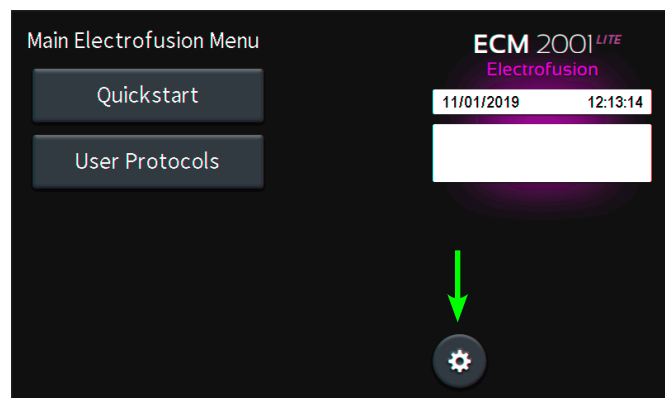 Main Electrofusion Menu
Quickstart
User Protocols
ECM 2001 LITE
Electrofusion
11/01/2019 12:13:14